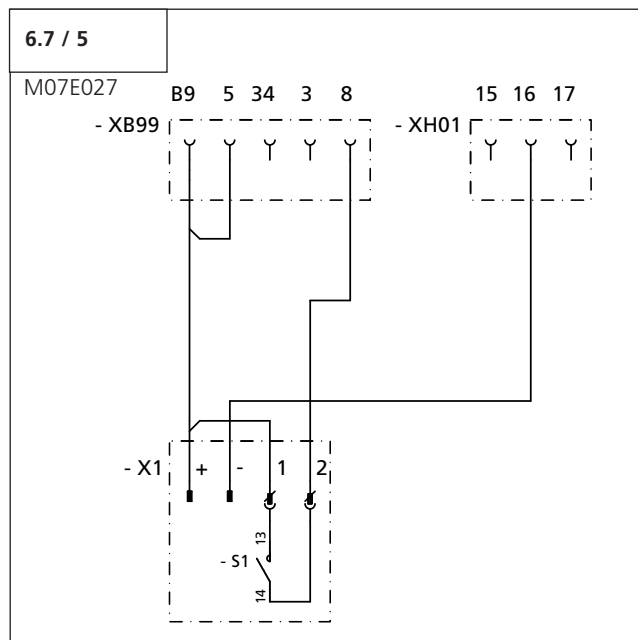 6.7 / 5
M07E027
B9 5 34 3 8
15 16 17
- XB99
- XH01
- X1 + - 1 2
13
- S1
14